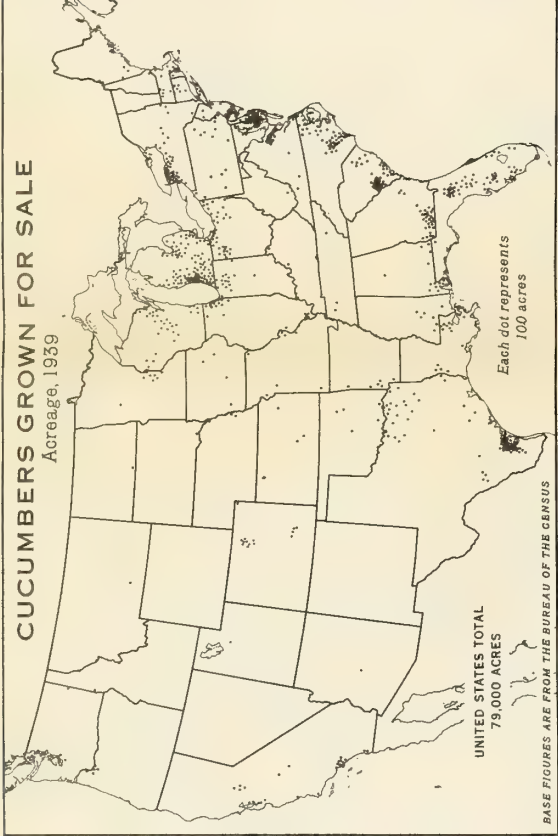 CUCUMBERS GROWN FOR SALE
Acreage, 1939
Each dot represents
100 acres
UNITED STATES TOTAL
79,000 ACRES
BASE FIGURES ARE FROM THE BUREAU OF THE CENSUS